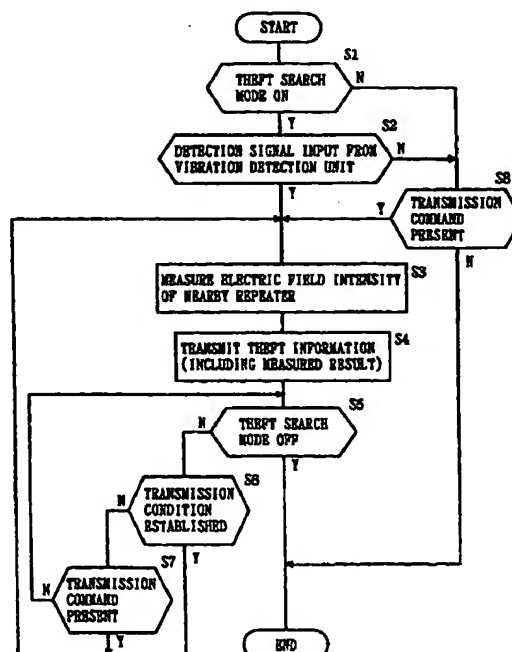 START
S1
THEFT SEARCH
MODE ON
N
Y
S2
DETECTION SIGNAL INPUT FROM
VIBRATION DETECTION UNIT
N
Y
S8
TRANSMISSION
COMMAND
PRESENT
Y
N
S3
MEASURE ELECTRIC FIELD INTENSITY
OF NEARBY REPEATER
S4
TRANSMIT THEFT INFORMATION
(INCLUDING MEASURED RESULT)
S5
THEFT SEARCH
MODE OFF
N
Y
S6
TRANSMISSION
CONDITION
ESTABLISHED
N
Y
S7
TRANSMISSION
COMMAND
PRESENT
N
Y
END